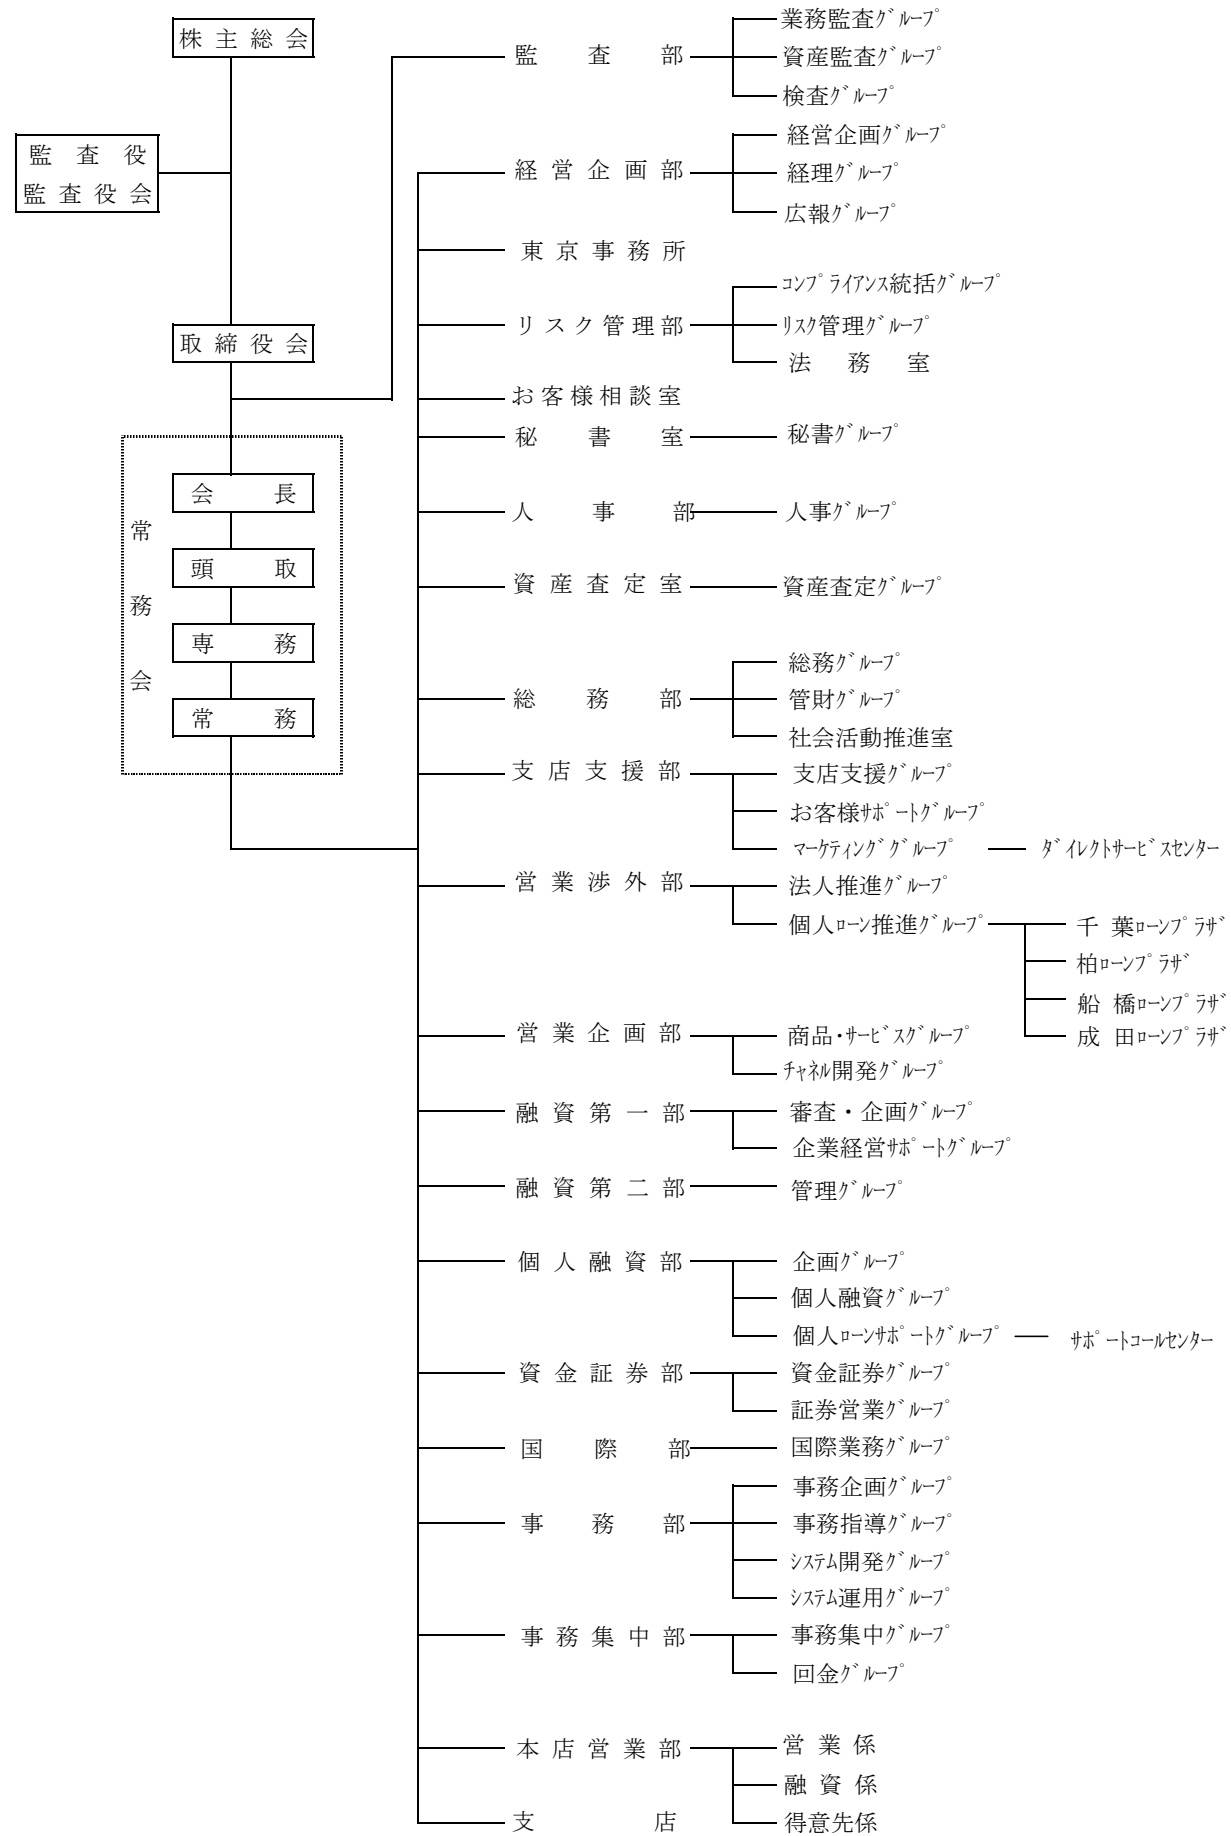 株主総会
監査役
監査役会
取締役会
常務会
会長
頭取
専務
常務
監査部
業務監査グループ
資産監査グループ
検査グループ
経営企画部
経営企画グループ
経理グループ
広報グループ
東京事務所
リスク管理部
コンプライアンス統括グループ
リスク管理グループ
法務室
お客様相談室
秘書室
秘書グループ
人事部
人事グループ
資産査定室
資産査定グループ
総務部
総務グループ
管財グループ
社会活動推進室
支店支援部
支店支援グループ
お客様サポートグループ
マーケティンググループ
ダイレクトサービスセンター
営業渉外部
法人推進グループ
個人ローン推進グループ
千葉ローンプラザ
柏ローンプラザ
船橋ローンプラザ
成田ローンプラザ
営業企画部
商品・サービスグループ
チャネル開発グループ
融資第一部
審査・企画グループ
企業経営サポートグループ
融資第二部
管理グループ
個人融資部
企画グループ
個人融資グループ
個人ローンサポートグループ
サポートコールセンター
資金証券部
資金証券グループ
証券営業グループ
国際部
国際業務グループ
事務部
事務企画グループ
事務指導グループ
システム開発グループ
システム運用グループ
事務集中部
事務集中グループ
回金グループ
本店営業部
営業係
融資係
支店
得意先係